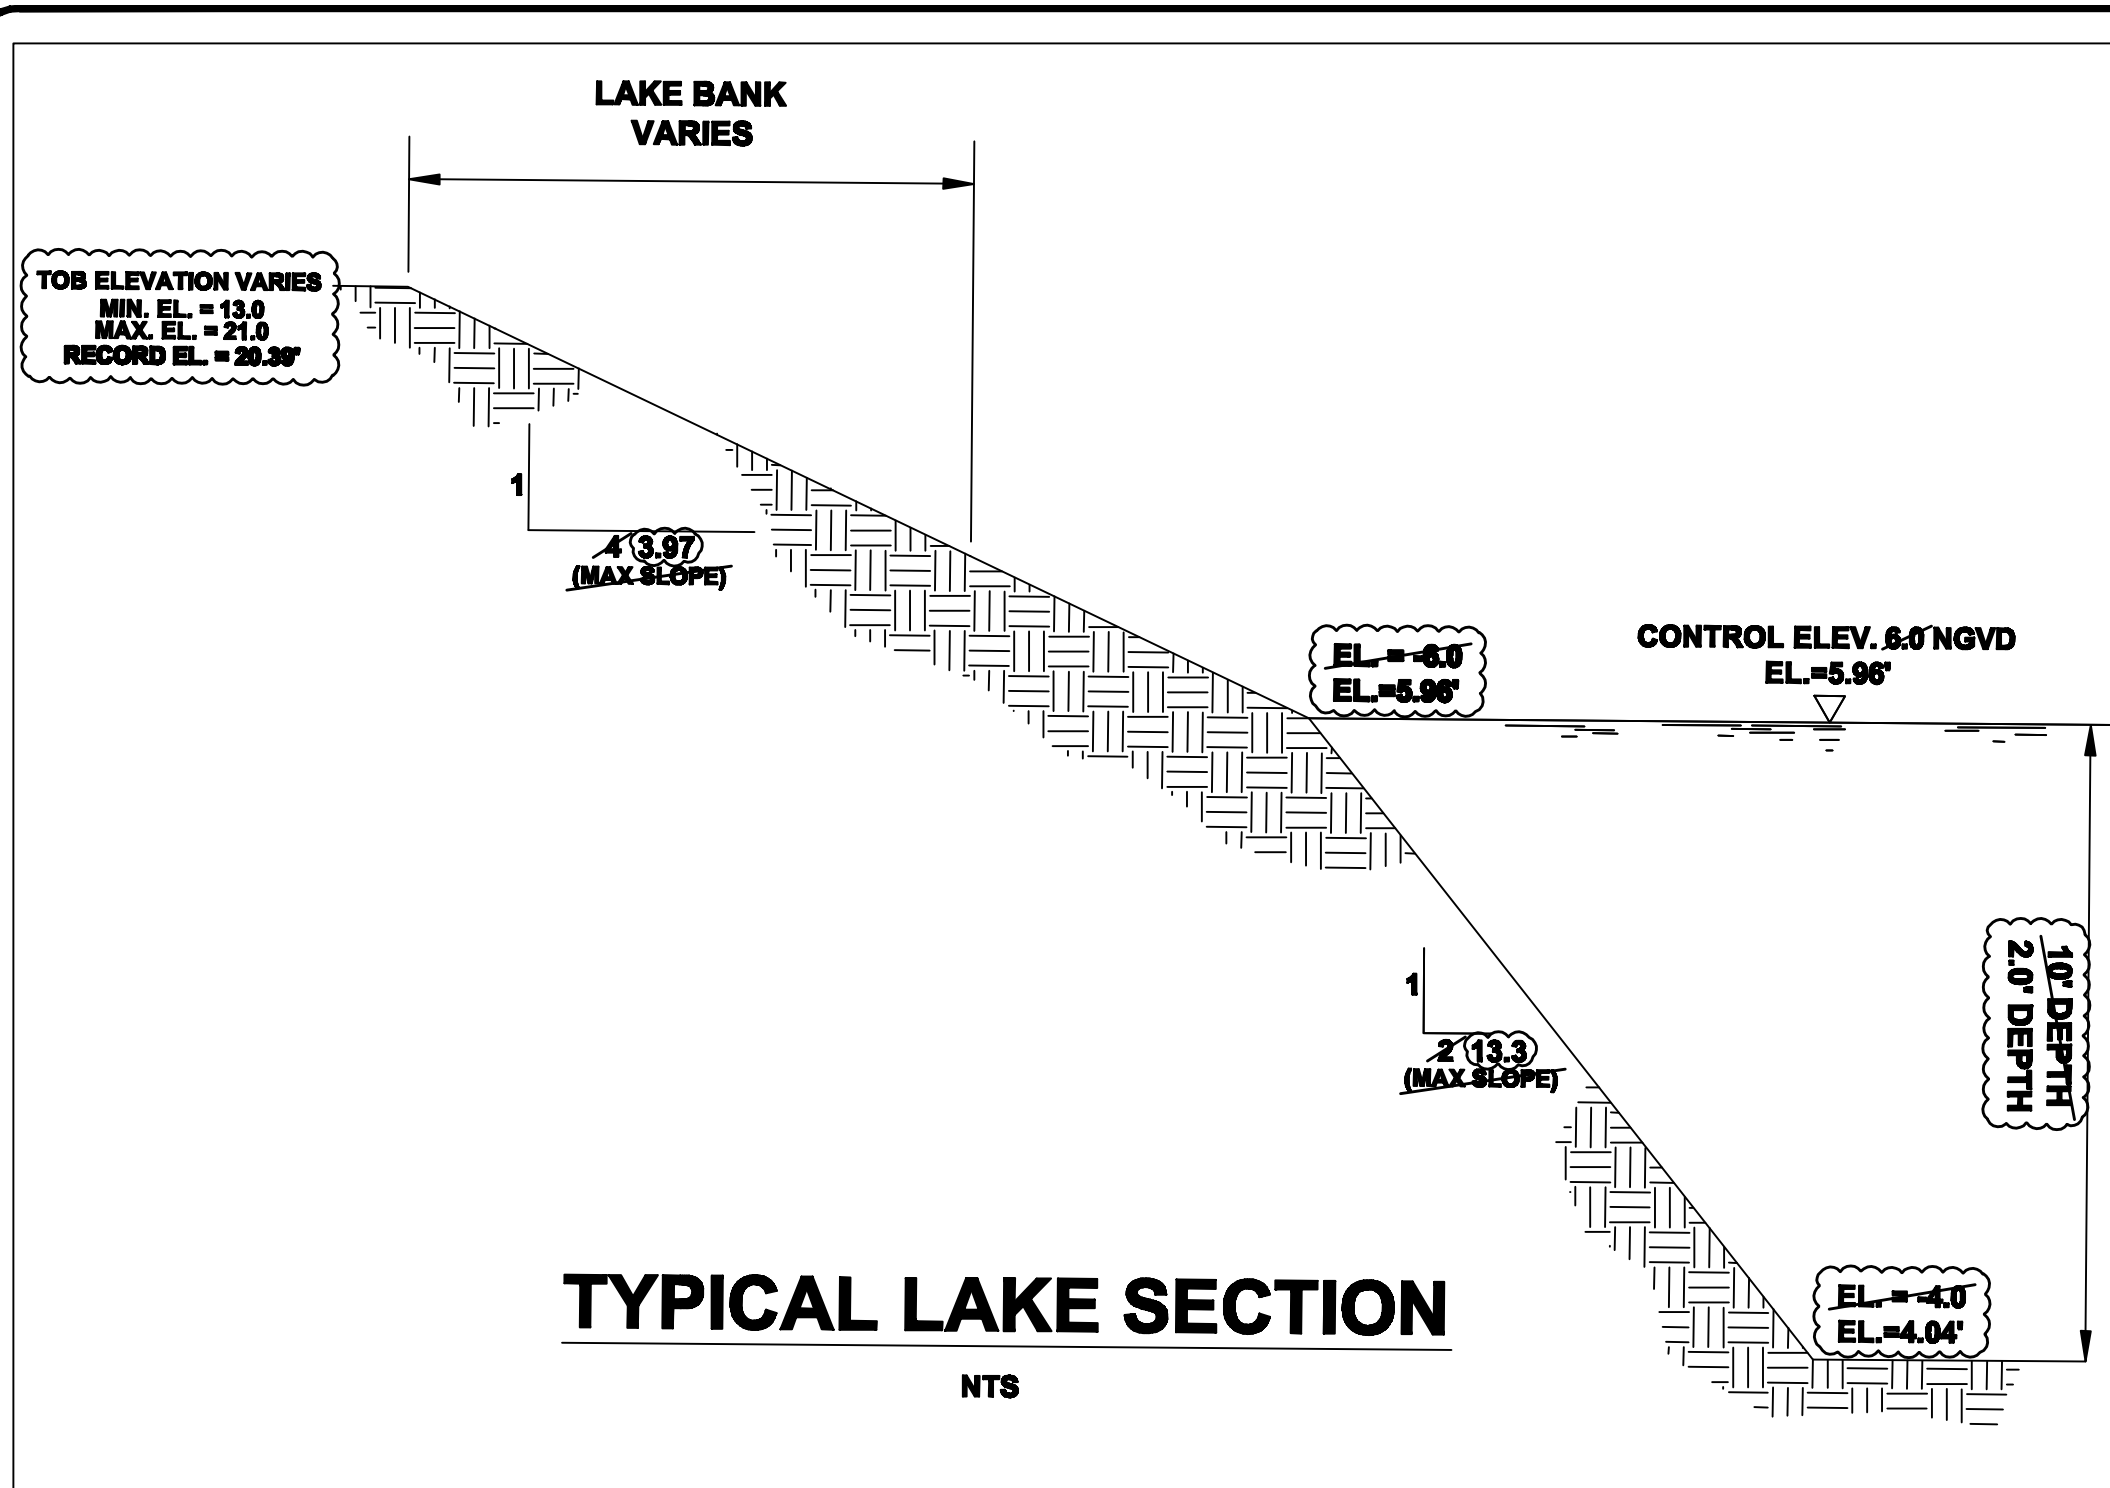 LAKE BANK
VARIES
TOB ELEVATION VARIES
MIN. EL. = 13.0
MAX. EL. = 21.0
RECORD EL. = 20.39'
1
4 3.97
(MAX SLOPE)
EL. = -6.0
EL.=5.96'
CONTROL ELEV. 6.0 NGVD
EL.=5.96'
10' DEPTH
2.0' DEPTH
1
2 13.3
(MAX SLOPE)
EL. = -4.0
EL.=4.04'
TYPICAL LAKE SECTION
NTS